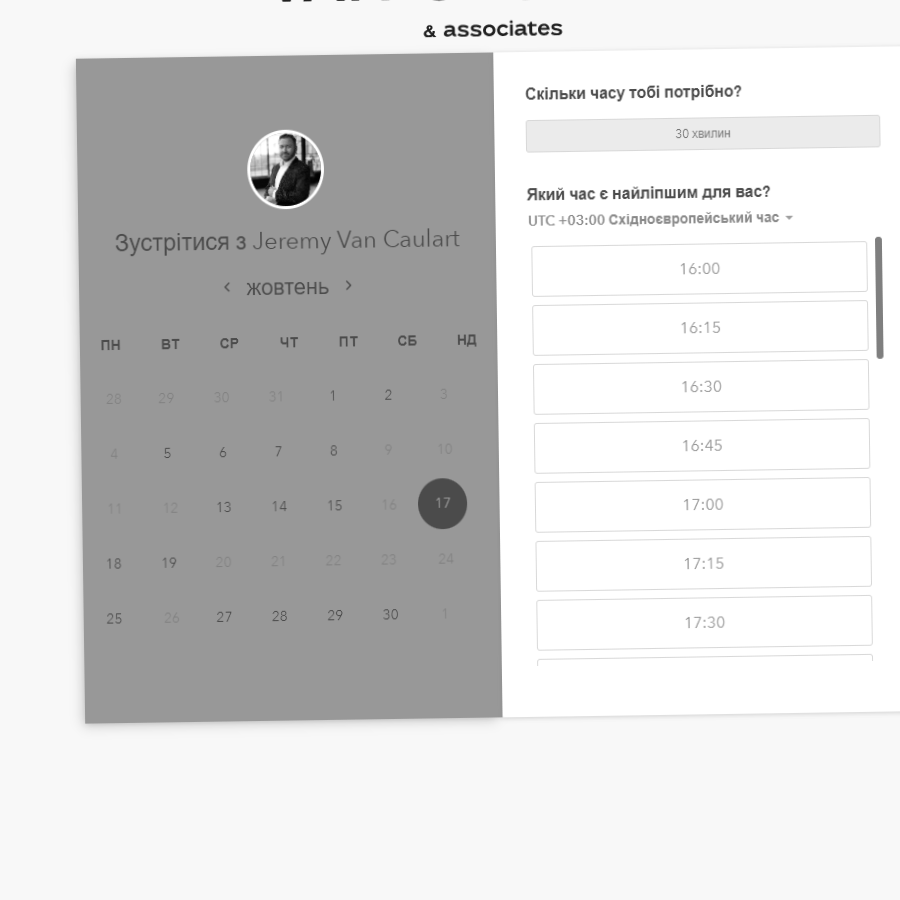 & associates
Зустрітися з Jeremy Van Caulart
жовтень
ПН ВТ СР ЧТ ПТ СБ НД
28 29 30 31 1 2 3
4 5 6 7 8 9 10
11 12 13 14 15 16 17
18 19 20 21 22 23 24
25 26 27 28 29 30 1
Скільки часу тобі потрібно?
30 хвилин
Який час є найліпшим для вас?
UTC +03:00 Східноєвропейський час
16:00
16:15
16:30
16:45
17:00
17:15
17:30